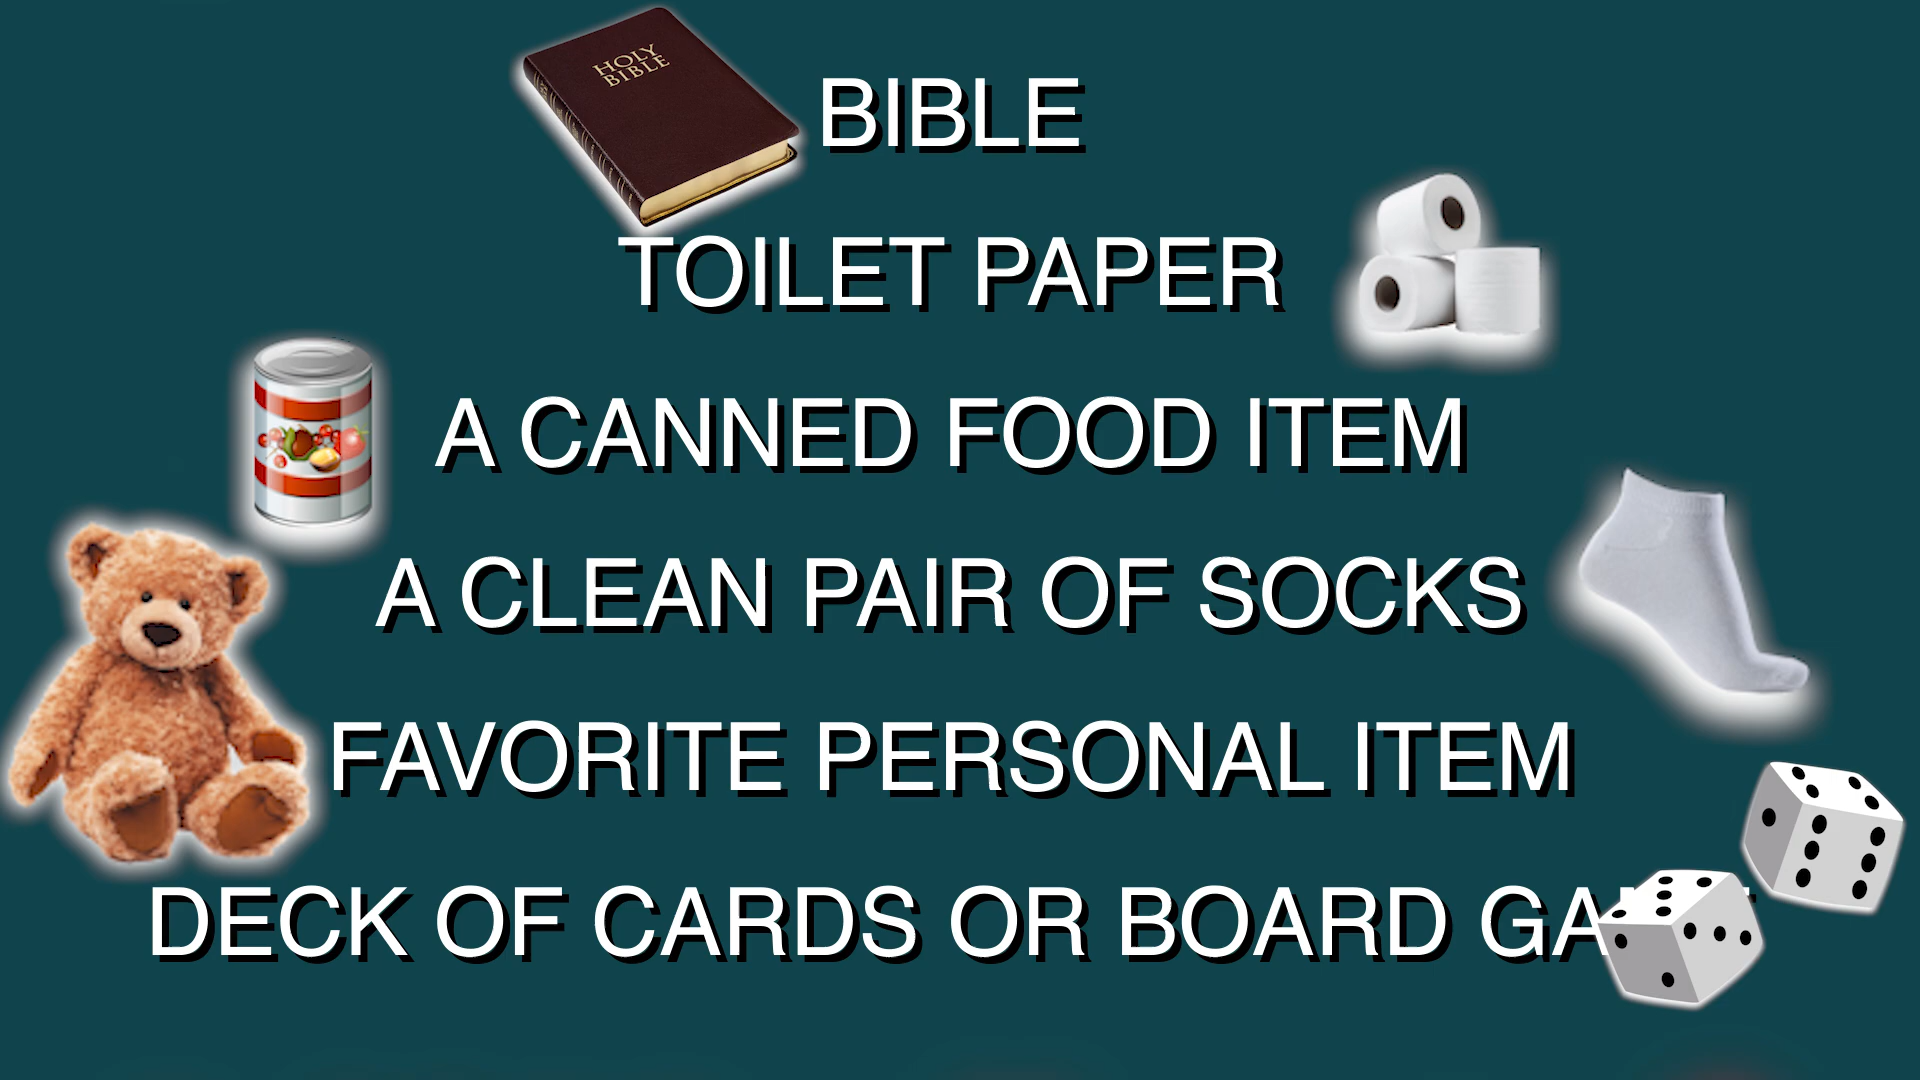 HOLY
BIBLE
BIBLE
TOILET PAPER
A CANNED FOOD ITEM
A CLEAN PAIR OF SOCKS
FAVORITE PERSONAL ITEM
DECK OF CARDS OR BOARD